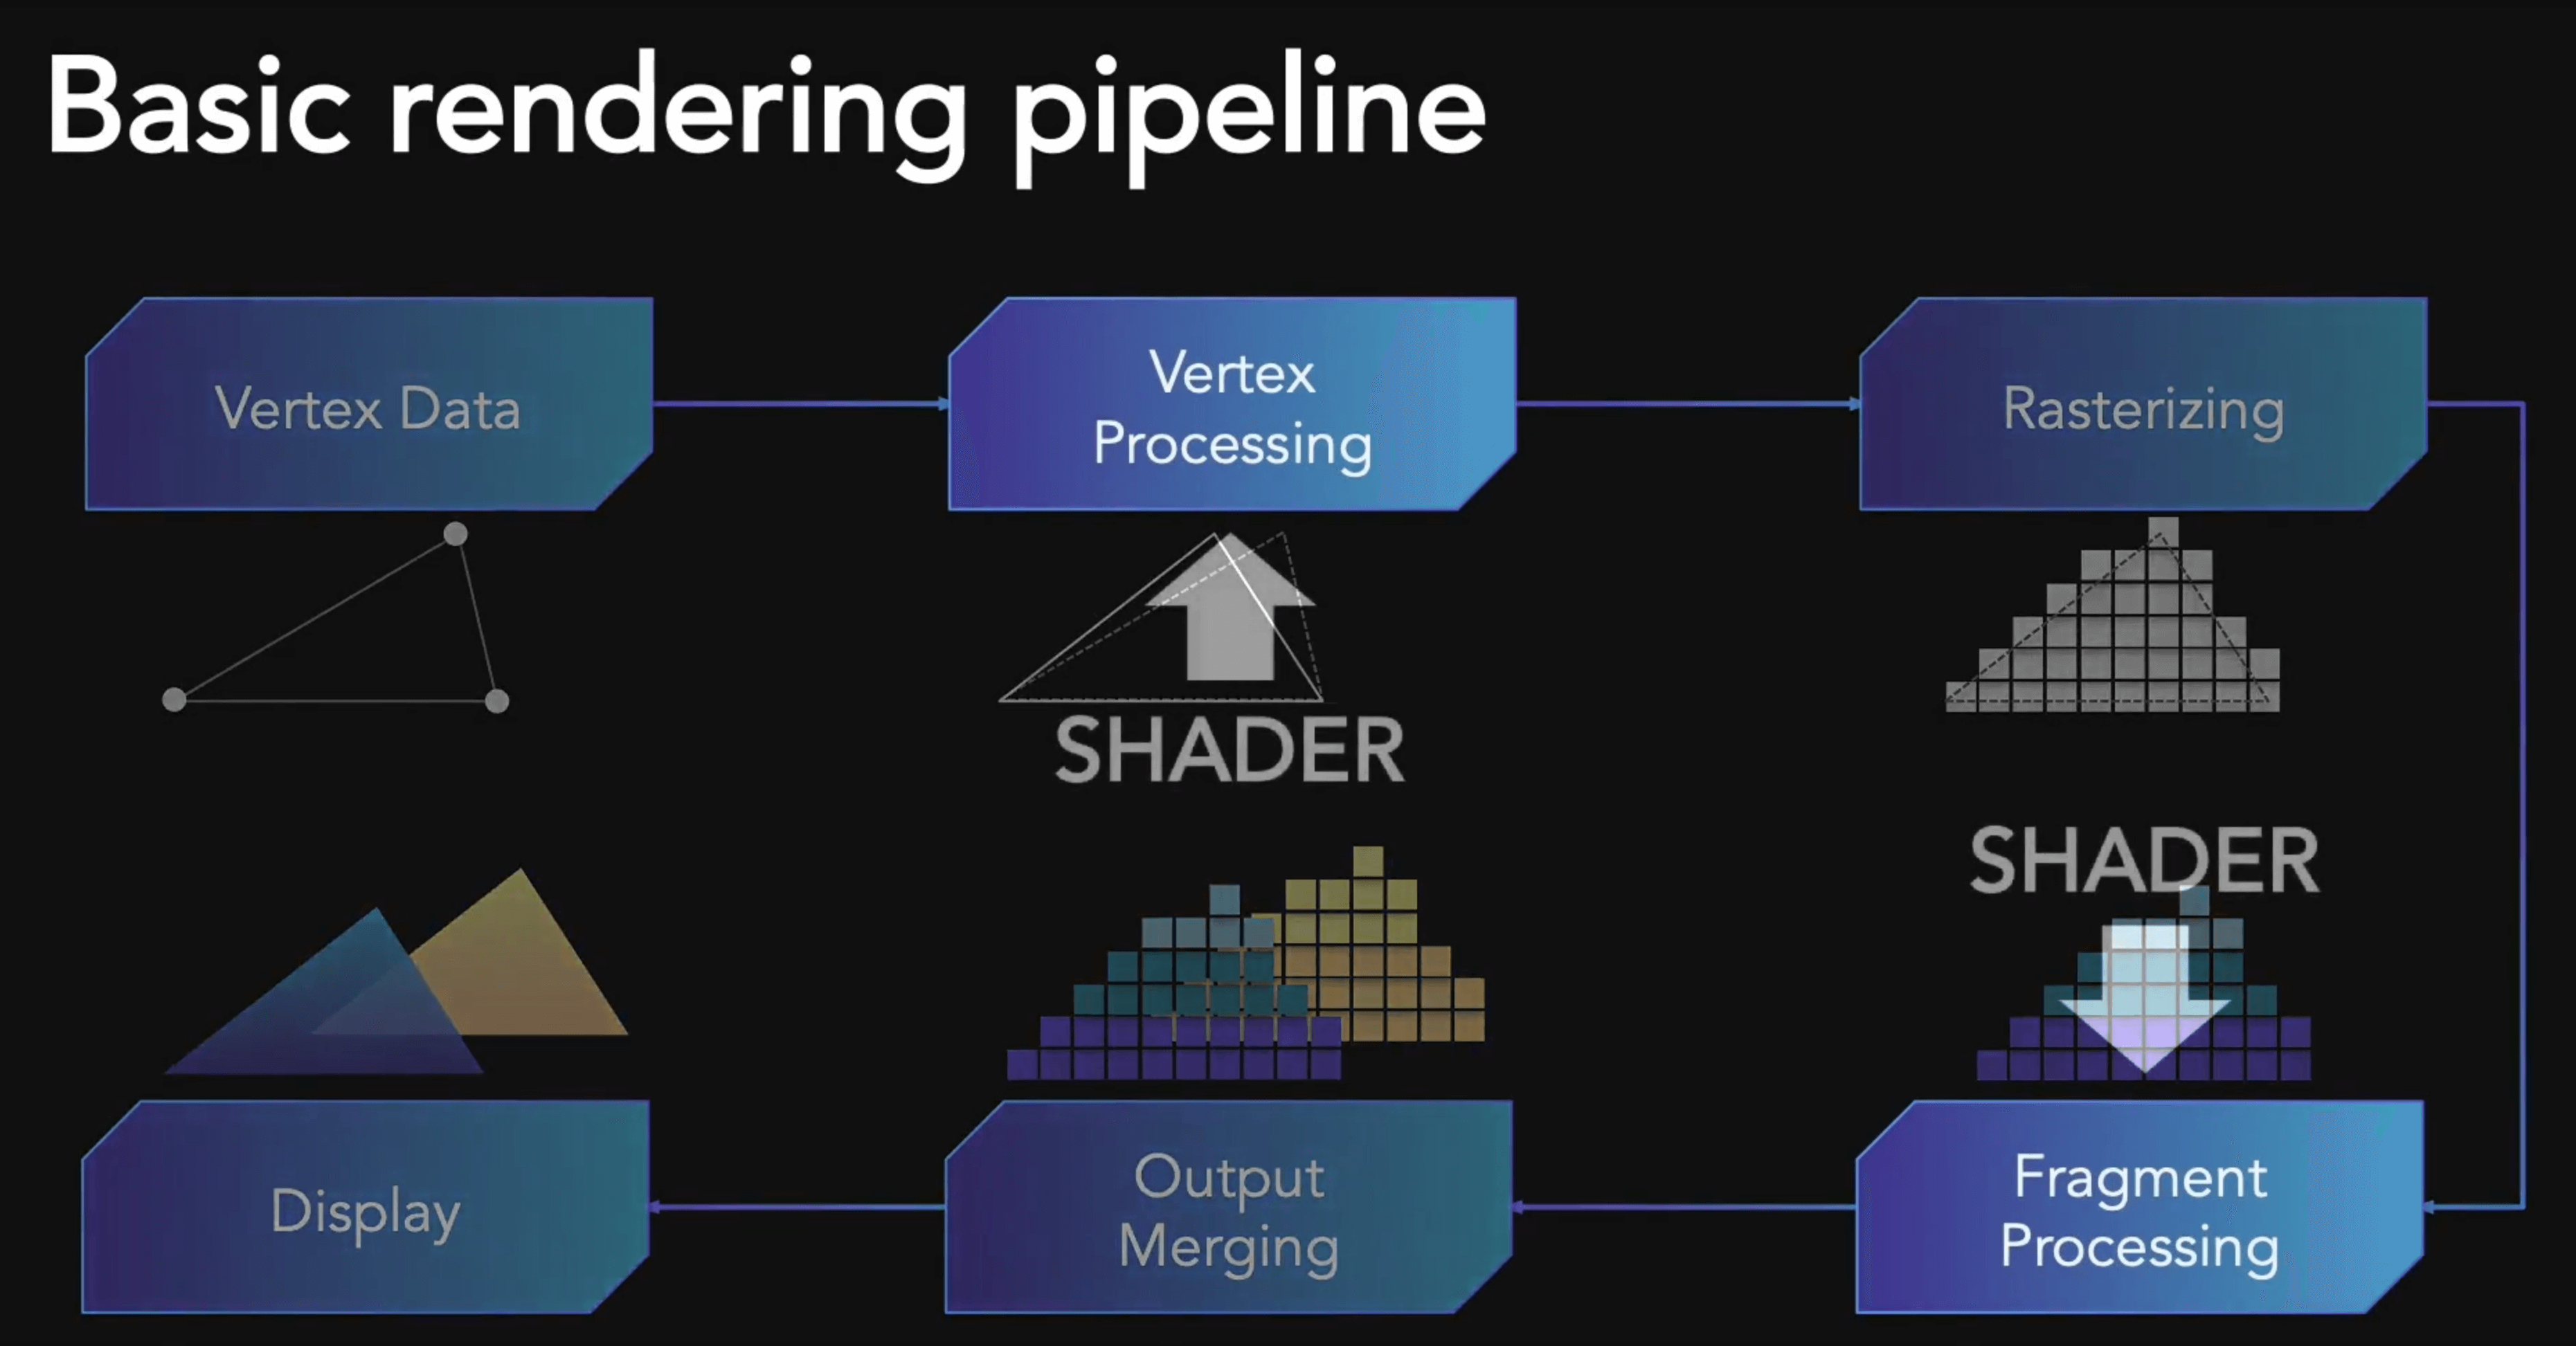 Basic rendering pipeline
Vertex Data
Vertex
Processing
Rasterizing
SHADER
SHADER
Display
Output
Merging
Fragment
Processing